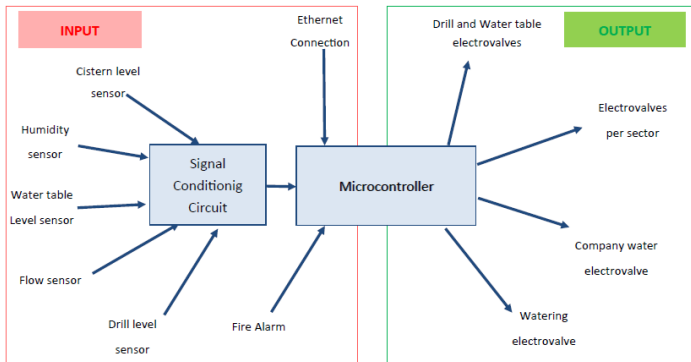 INPUT
Ethernet
Connection
Drill and Water table
electrovalves
OUTPUT
Cistern level
sensor
Humidity
sensor
Water table
Level sensor
Flow sensor
Drill level
sensor
Signal
Conditionig
Circuit
Fire Alarm
Microcontroller
Electrovalves
per sector
Company water
electrovalve
Watering
electrovalve